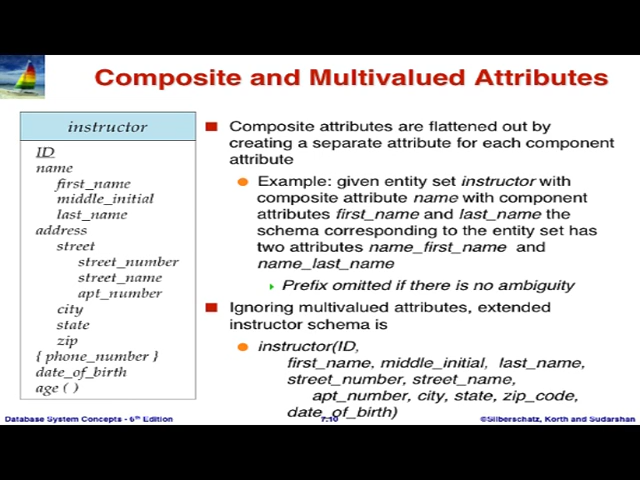 Composite and Multivalued Attributes
instructor
ID
name
first_name
middle_initial
last_name
address
street
street_number
street_name
apt_number
city
state
zip
{ phone_number }
date_of_birth
age ( )
Composite attributes are flattened out by
creating a separate attribute for each component
attribute
Example: given entity set instructor with
composite attribute name with component
attributes first_name and last_name the
schema corresponding to the entity set has
two attributes name_first_name and
name_last_name
Prefix omitted if there is no ambiguity
Ignoring multivalued attributes, extended
instructor schema is
instructor(ID,
first_name, middle_initial, last_name,
street_number, street_name,
apt_number, city, state, zip_code,
date_of_birth)
Database System Concepts - 6th Edition
7.10
©Silberschatz, Korth and Sudarshan